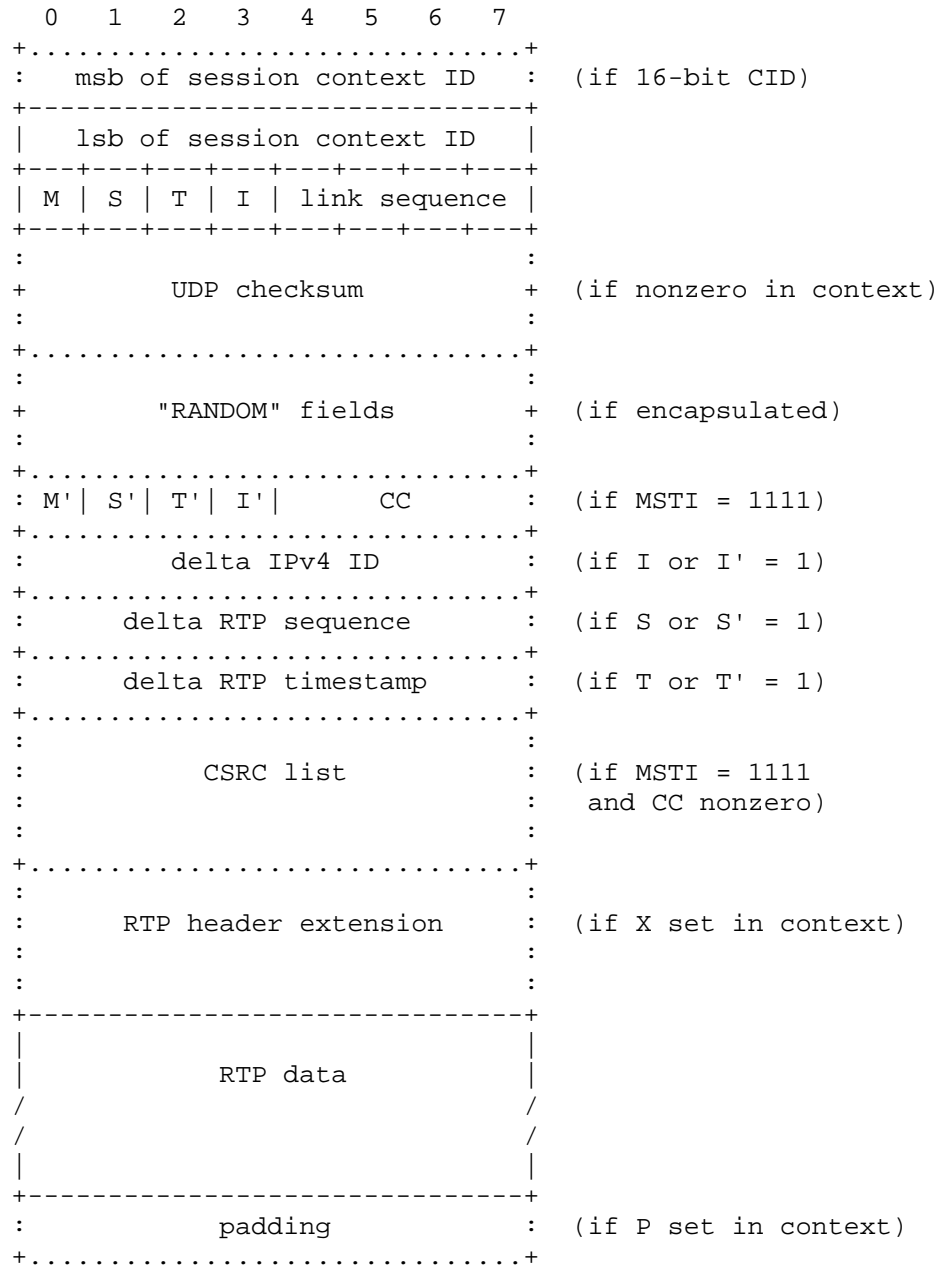 0 1 2 3 4 5 6 7
+...............................+
: msb of session context ID : (if 16-bit CID)
+-------------------------------+
| lsb of session context ID |
+---+---+---+---+---+---+---+---+
| M | S | T | I | link sequence |
+---+---+---+---+---+---+---+---+
: :
+ UDP checksum + (if nonzero in context)
: :
+...............................+
: :
+ "RANDOM" fields + (if encapsulated)
: :
+...............................+
: M'| S'| T'| I'| CC : (if MSTI = 1111)
+...............................+
: delta IPv4 ID : (if I or I' = 1)
+...............................+
: delta RTP sequence : (if S or S' = 1)
+...............................+
: delta RTP timestamp : (if T or T' = 1)
+...............................+
: :
: CSRC list : (if MSTI = 1111
: : and CC nonzero)
: :
+...............................+
: :
: RTP header extension : (if X set in context)
: :
: :
+-------------------------------+
| |
| RTP data |
/ /
/ /
| |
+-------------------------------+
: padding : (if P set in context)
+...............................+